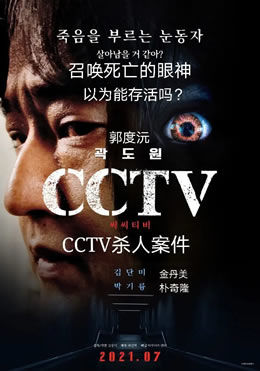 죽음을 부르는 눈동자
살아남을 거 같아?
召唤死亡的眼神
以为能存活吗？
郭度沅
곽도원
CCTV
씨씨티비
CCTV杀人案件
김단미 金丹美
박기륭 朴奇隆
2021.07